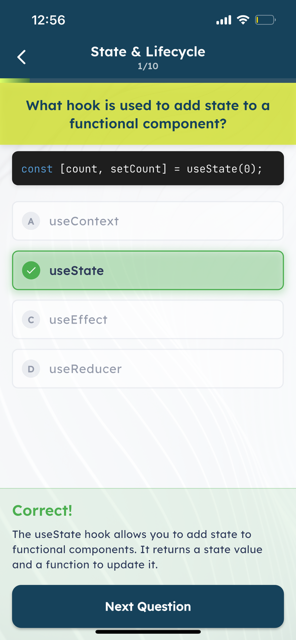 12:56
State & Lifecycle
1/10
What hook is used to add state to a
functional component?
const [count, setCount] = useState(0);
A useContext
useState
C useEffect
D useReducer
Correct!
The useState hook allows you to add state to
functional components. It returns a state value
and a function to update it.
Next Question